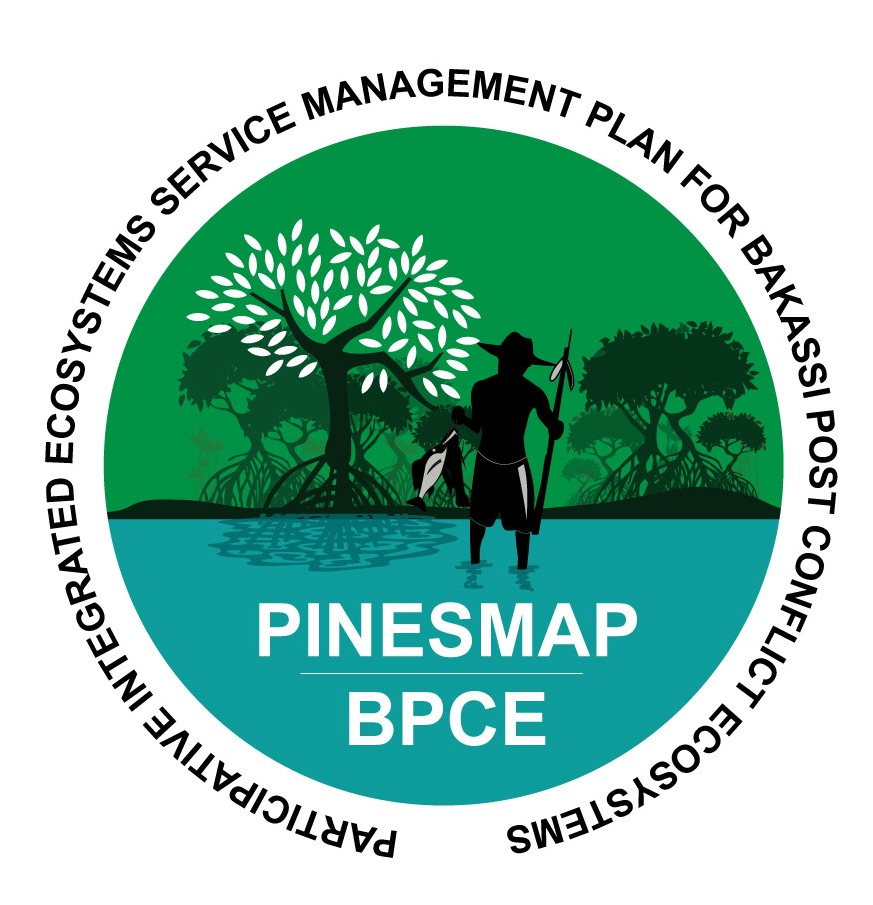 PARTICIPATIVE INTEGRATED ECOSYSTEMS SERVICE MANAGEMENT PLAN FOR BAKASSI POST CONFLICT ECOSYSTEMS
PINESMAP
BPCE